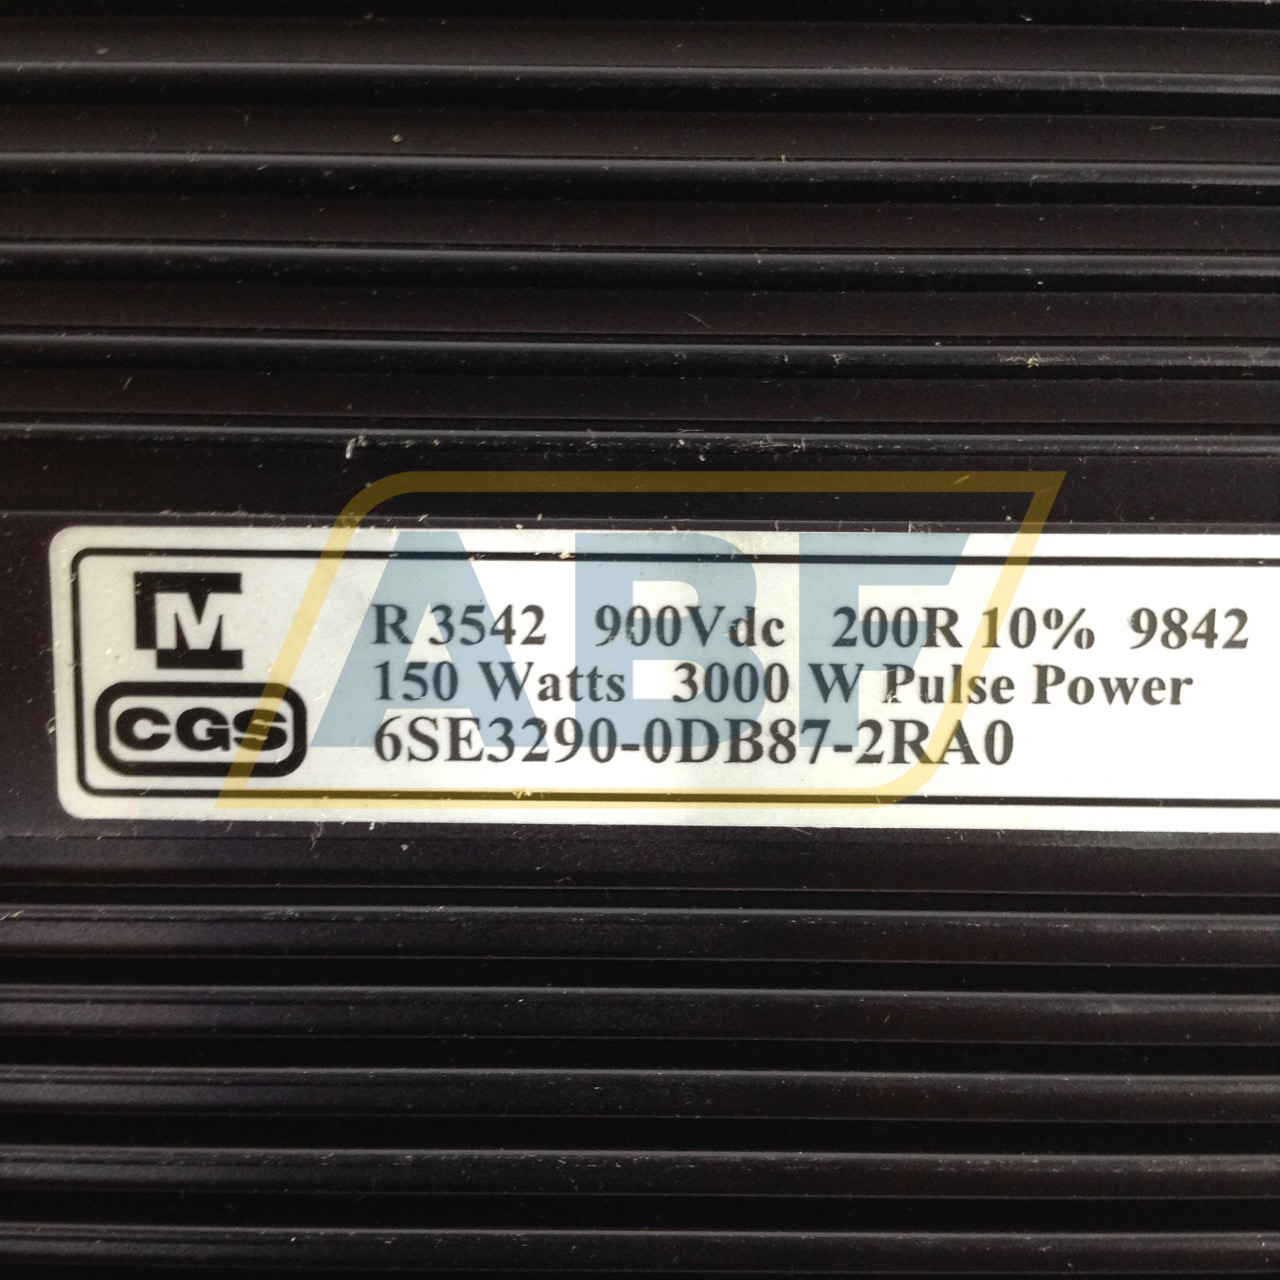 M
CGS
R 3542 900Vdc 200R 10% 9842
150 Watts 3000 W Pulse Power
6SE3290-0DB87-2RA0
ABF